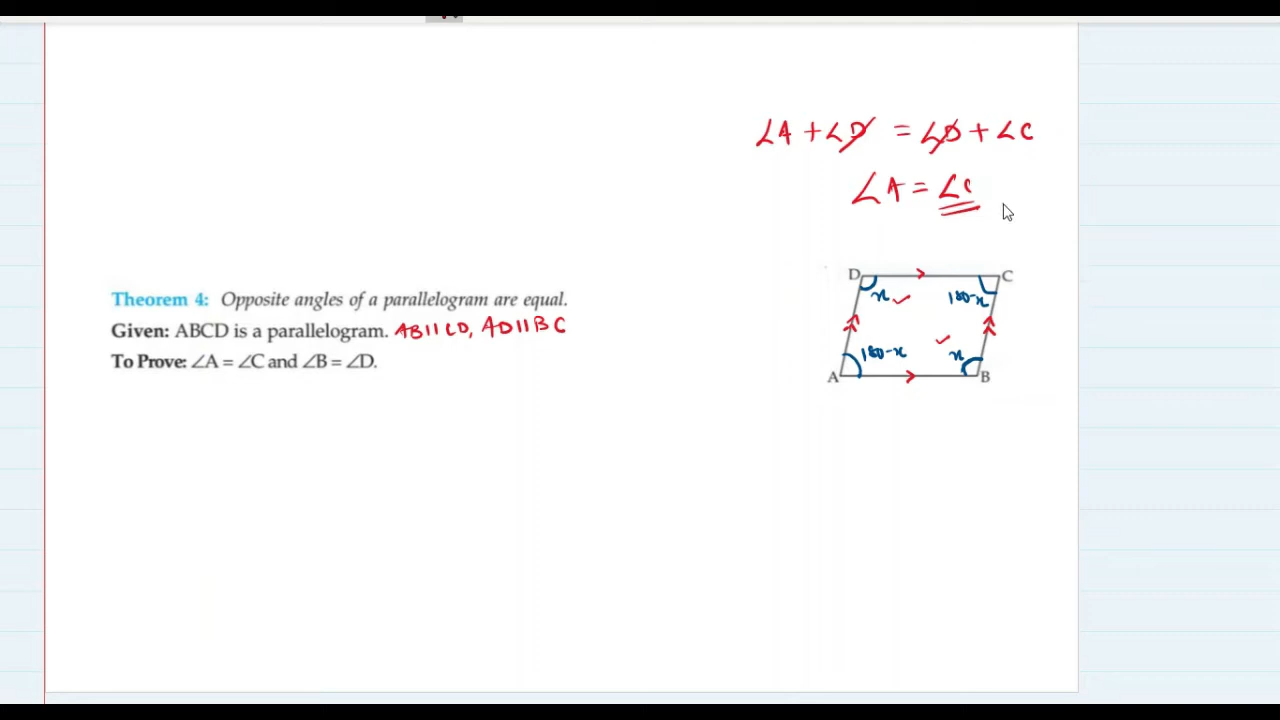 ∠A + ∠D = ∠D + ∠C
∠A = ∠C
Theorem 4: Opposite angles of a parallelogram are equal.
Given: ABCD is a parallelogram. AB || CD, AD || BC
To Prove: ∠A = ∠C and ∠B = ∠D.
D C
x 180-x
180-x x
A B